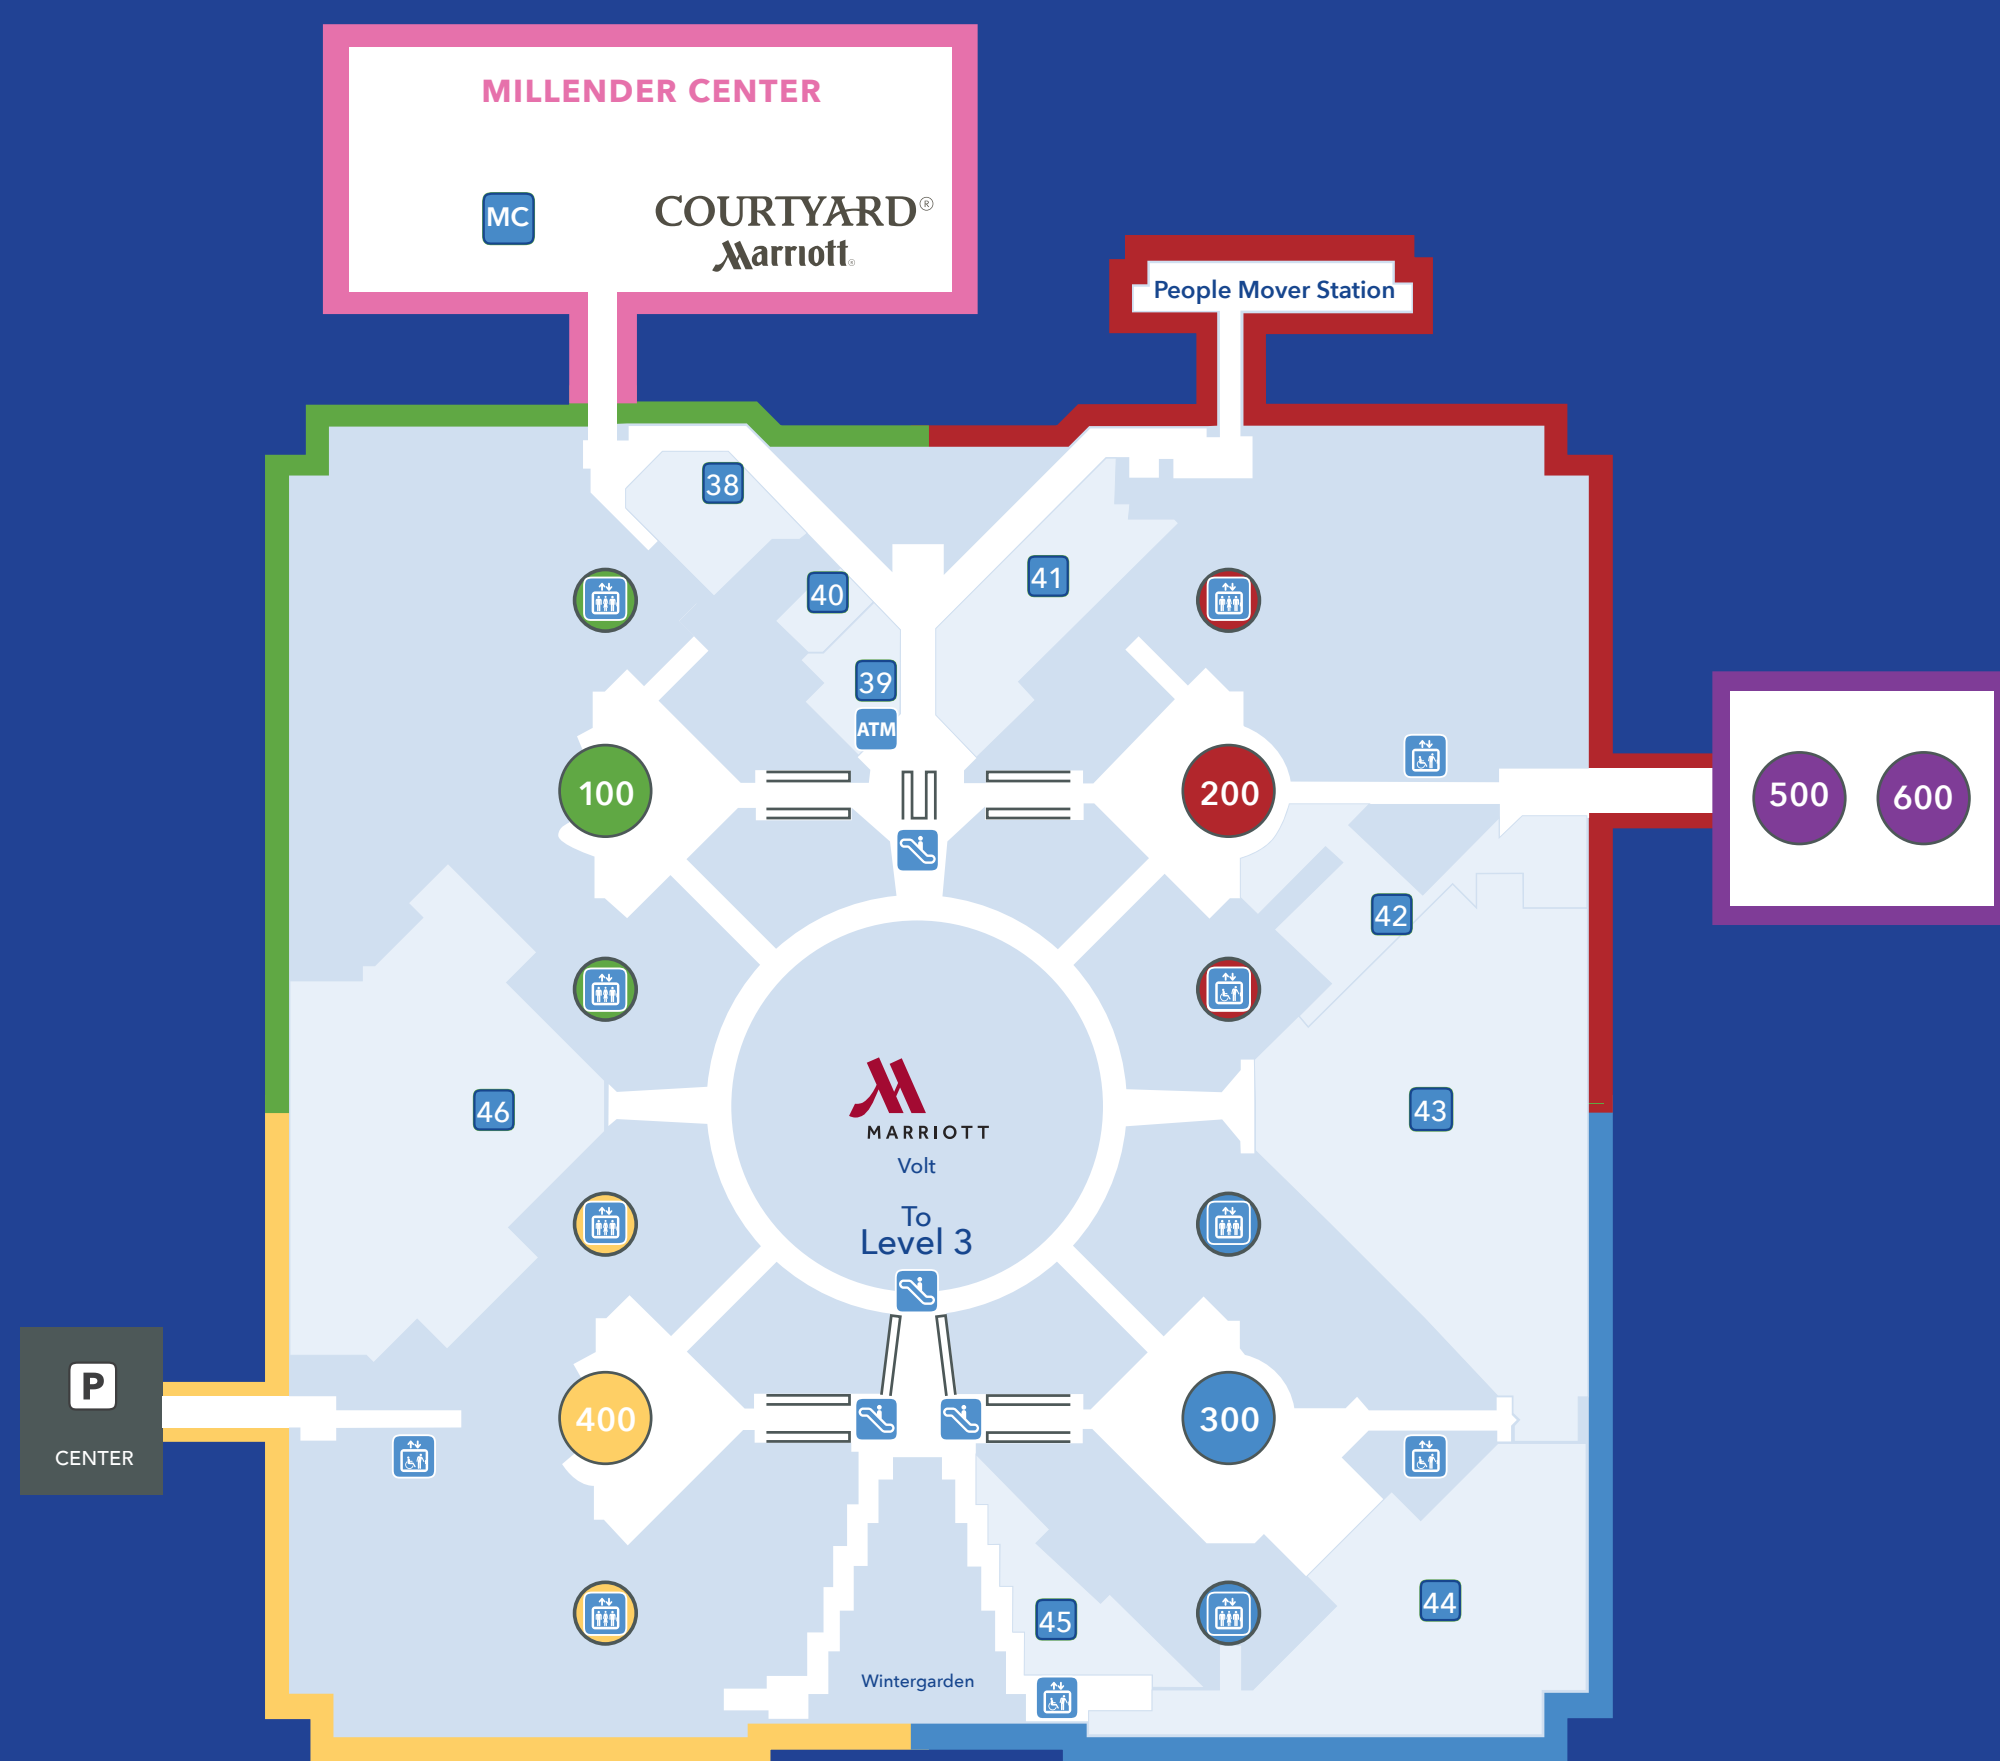 MILLENDER CENTER
MC
COURTYARD®
Marriott®
People Mover Station
38
40
41
39
ATM
100
200
500
600
42
46
43
MARRIOTT
Volt
To
Level 3
P
CENTER
400
300
45
44
Wintergarden